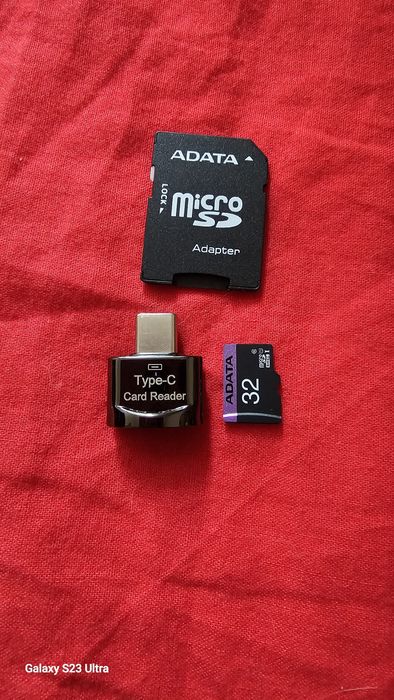 ADATA
LOCK
micro
SD
Adapter
Type-C
Card Reader
ADATA
32
Galaxy S23 Ultra